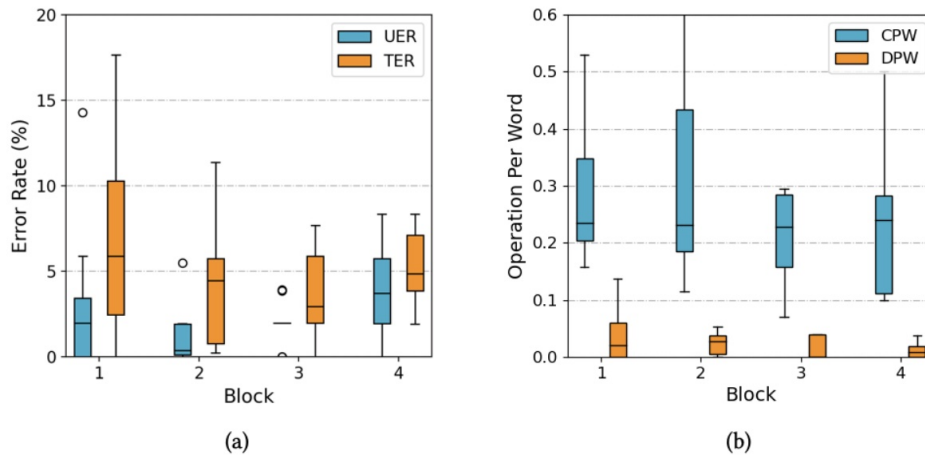 20
15
10
5
0
Error Rate (%)
UER
TER
1 2 3 4
Block
(a)
0.6
0.5
0.4
0.3
0.2
0.1
0.0
Operation Per Word
CPW
DPW
1 2 3 4
Block
(b)